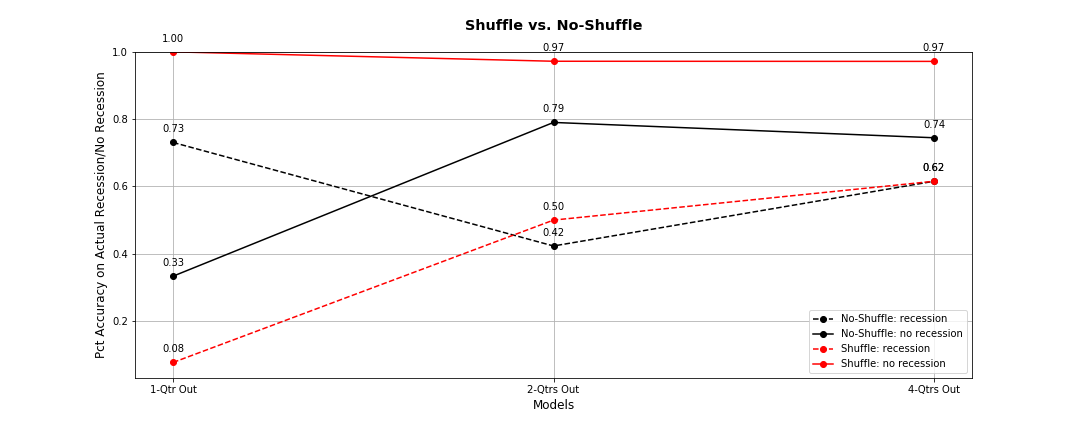 Shuffle vs. No-Shuffle
Pct Accuracy on Actual Recession/No Recession
1.0
0.8
0.6
0.4
0.2
1.00
0.97
0.97
0.79
0.73
0.74
0.62
0.62
0.50
0.42
0.33
0.08
No-Shuffle: recession
No-Shuffle: no recession
Shuffle: recession
Shuffle: no recession
1-Qtr Out
2-Qtrs Out
4-Qtrs Out
Models